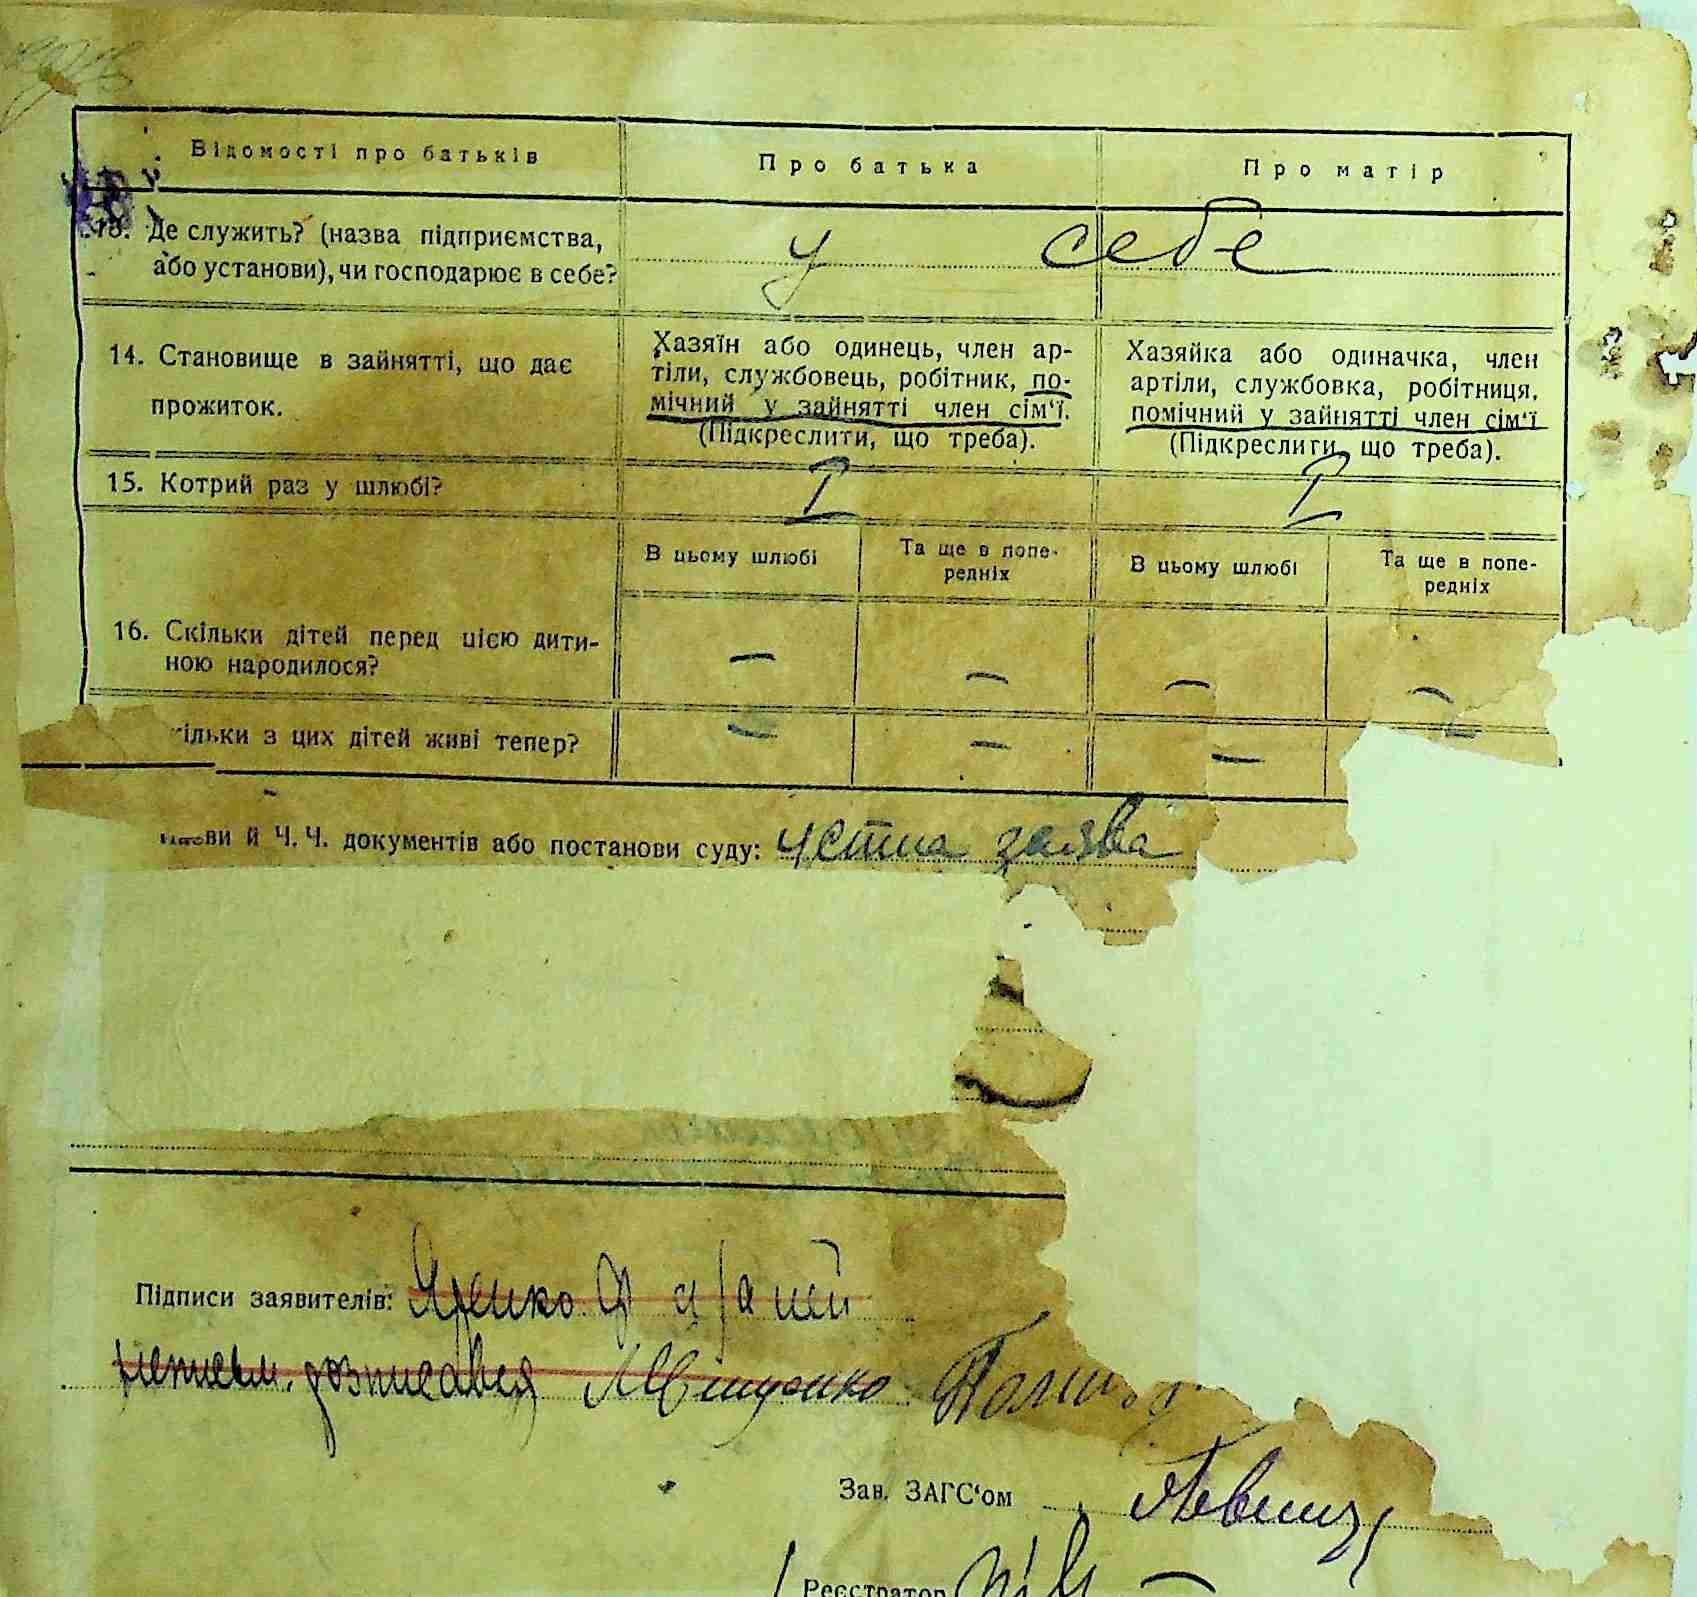 Відомості про батьків Про батька Про матір
13. Де служить? (назва підприємства,
або установи), чи господарює в себе?
у себе
14. Становище в зайнятті, що дає
прожиток.
Хазяїн або одинець, член ар-
тіли, службовець, робітник, по-
мічний у зайнятті член сім'ї.
(Підкреслити, що треба).
Хазяйка або одиначка, член
артіли, службовка, робітниця,
помічний у зайнятті член сім'ї
(Підкреслити, що треба).
15. Котрий раз у шлюбі? I I
В цьому шлюбі
Та ще в попе-
редніх
В цьому шлюбі
Та ще в попе-
редніх
16. Скільки дітей перед цією дити-
ною народилося? — — — —
ільки з цих дітей живі тепер? — — — —
ви й Ч. Ч. документів або постанови суду: устна заява
Підписи заявителів:
розписався
Зав. ЗАГС'ом
Реєстратор